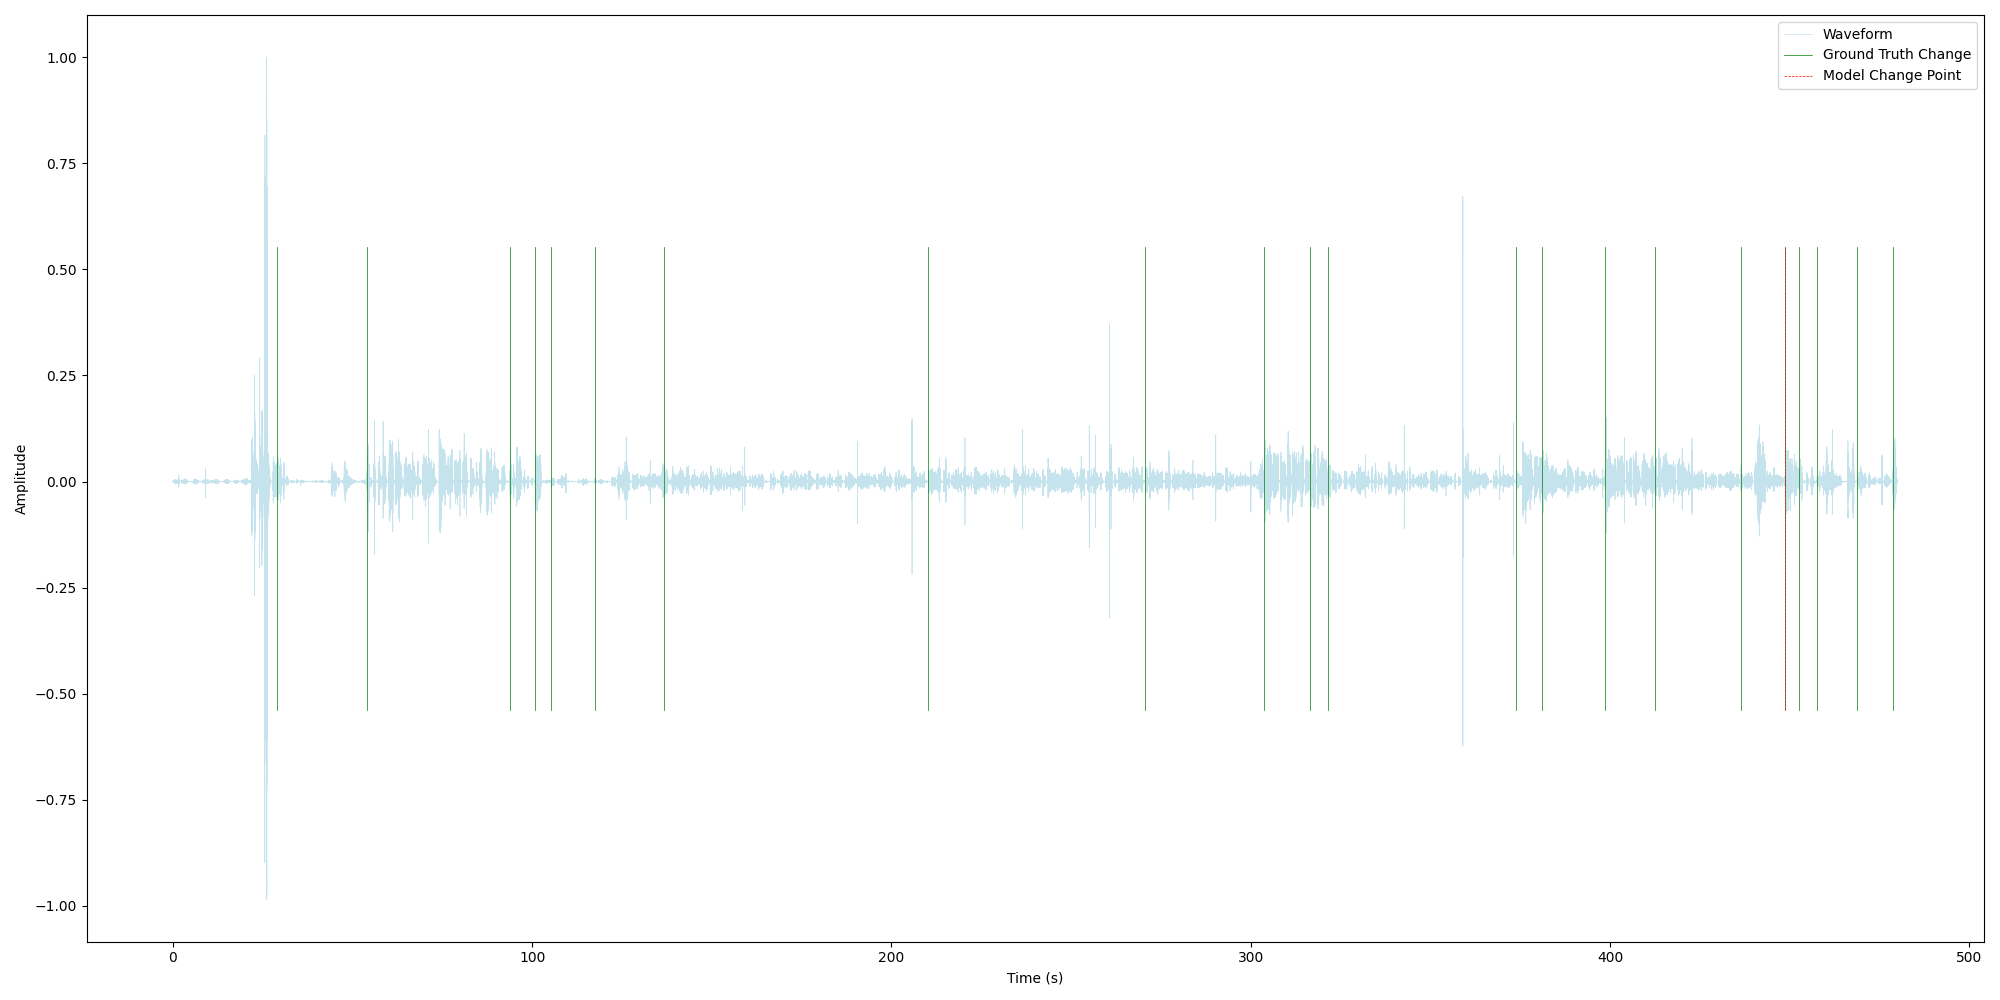 Waveform
Ground Truth Change
Model Change Point
1.00
0.75
0.50
0.25
0.00
−0.25
−0.50
−0.75
−1.00
Amplitude
0 100 200 300 400 500
Time (s)